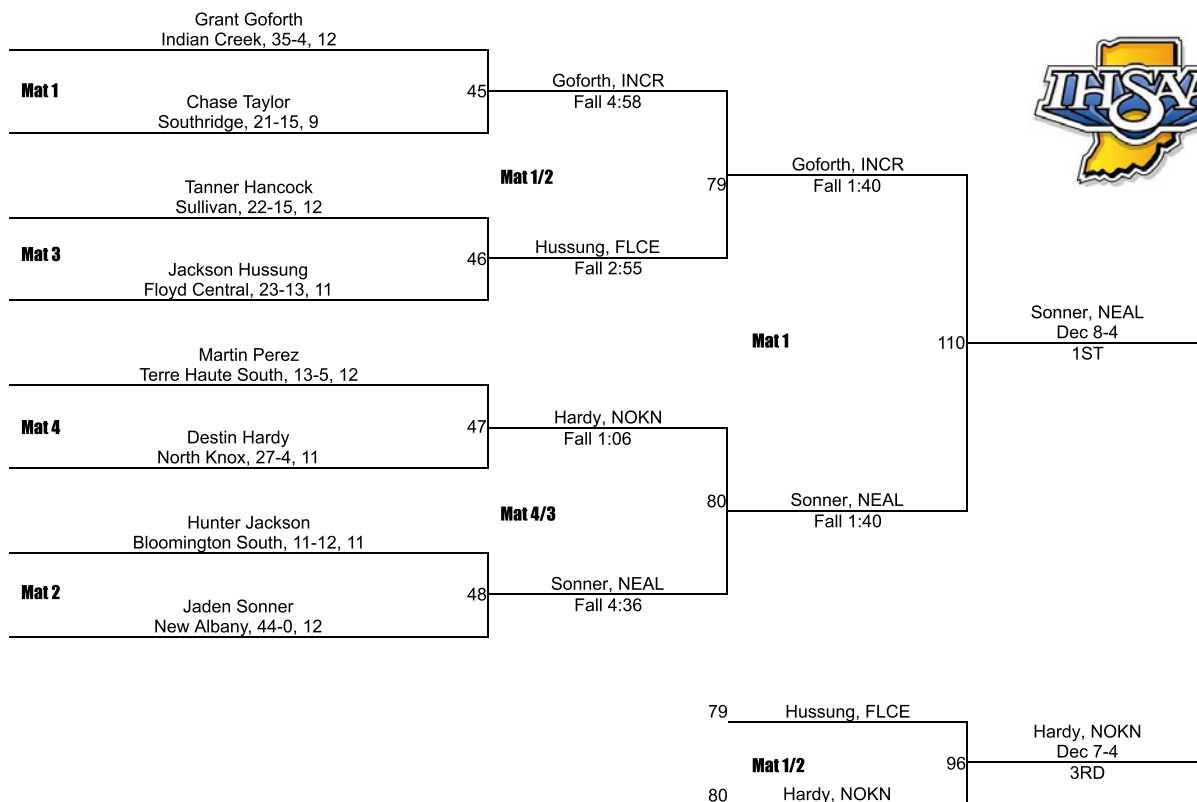 Grant Goforth
Indian Creek, 35-4, 12
Mat 1
45
Chase Taylor
Southridge, 21-15, 9
Goforth, INCR
Fall 4:58
IHSAA
Mat 1/2
79
Goforth, INCR
Fall 1:40
Tanner Hancock
Sullivan, 22-15, 12
Mat 3
46
Jackson Hussung
Floyd Central, 23-13, 11
Hussung, FLCE
Fall 2:55
Mat 1
110
Sonner, NEAL
Dec 8-4
1ST
Martin Perez
Terre Haute South, 13-5, 12
Mat 4
47
Destin Hardy
North Knox, 27-4, 11
Hardy, NOKN
Fall 1:06
Mat 4/3
80
Sonner, NEAL
Fall 1:40
Hunter Jackson
Bloomington South, 11-12, 11
Mat 2
48
Jaden Sonner
New Albany, 44-0, 12
Sonner, NEAL
Fall 4:36
79
Hussung, FLCE
Mat 1/2
96
Hardy, NOKN
Dec 7-4
3RD
80
Hardy, NOKN